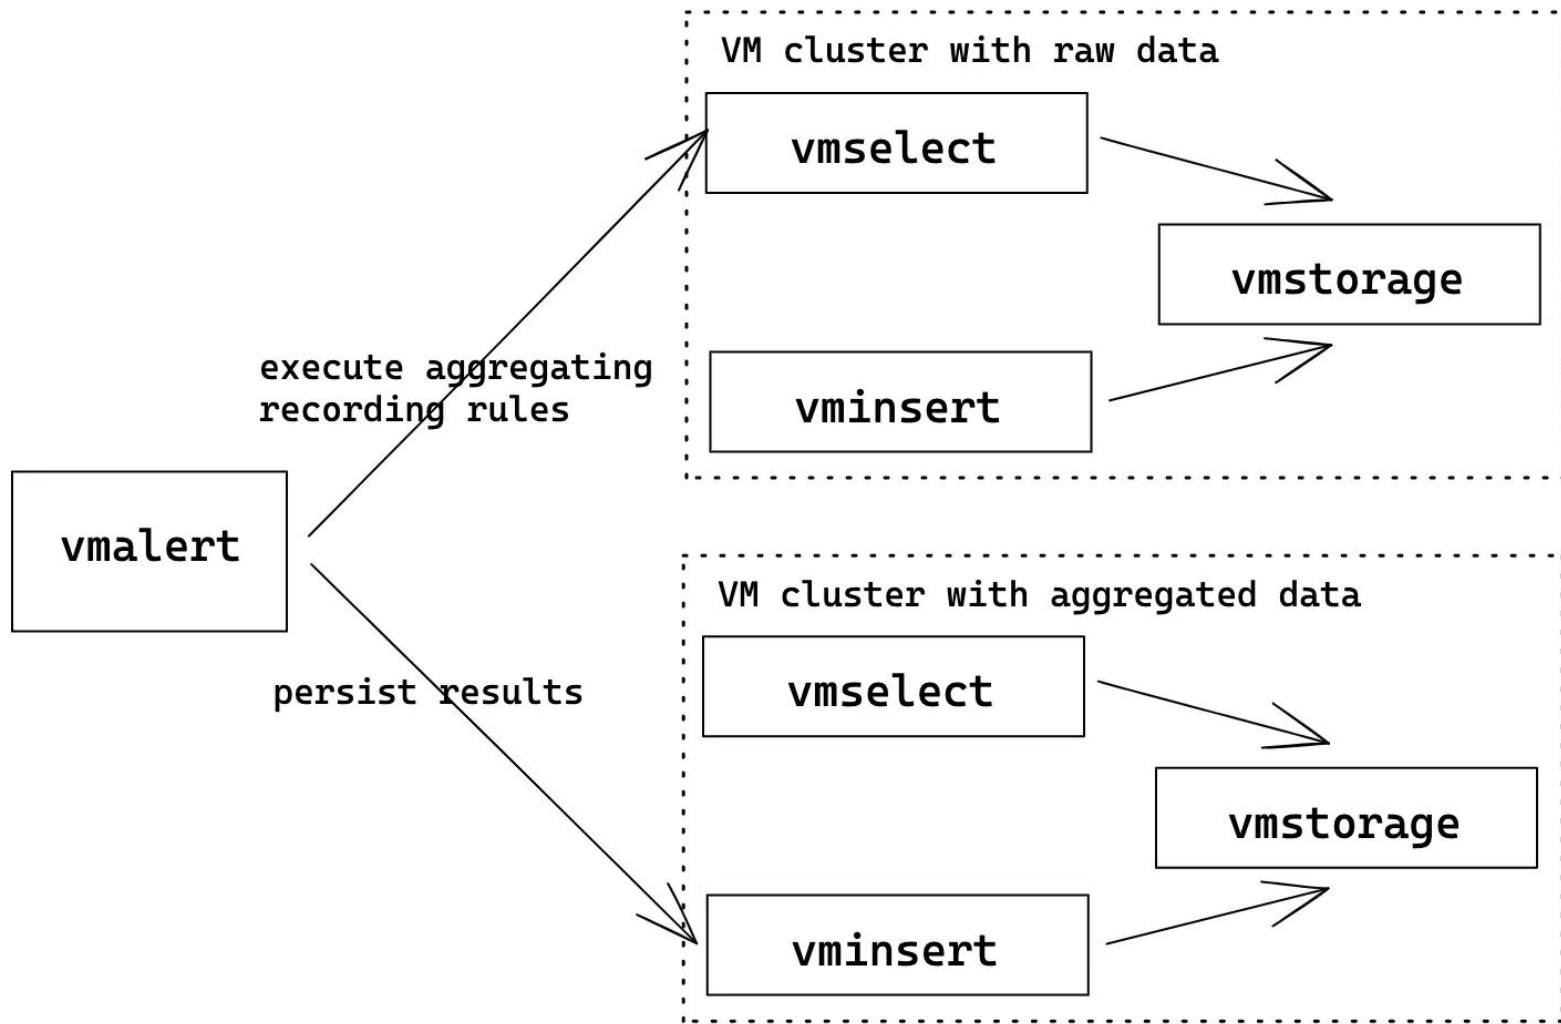 VM cluster with raw data
vmselect
vmstorage
vminsert
execute aggregating
recording rules
vmalert
persist results
VM cluster with aggregated data
vmselect
vmstorage
vminsert